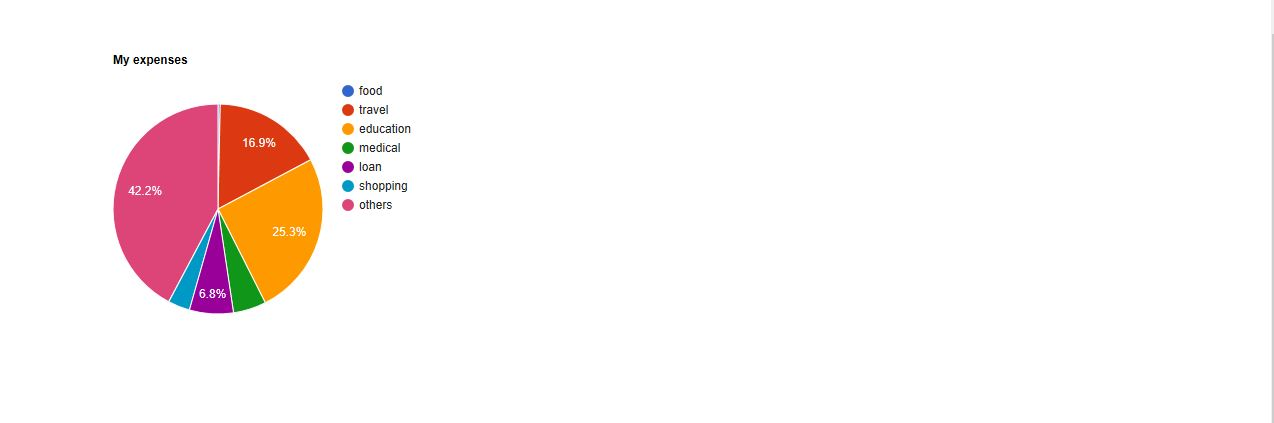 My expenses
food
travel
education
medical
loan
shopping
others
16.9%
42.2%
25.3%
6.8%